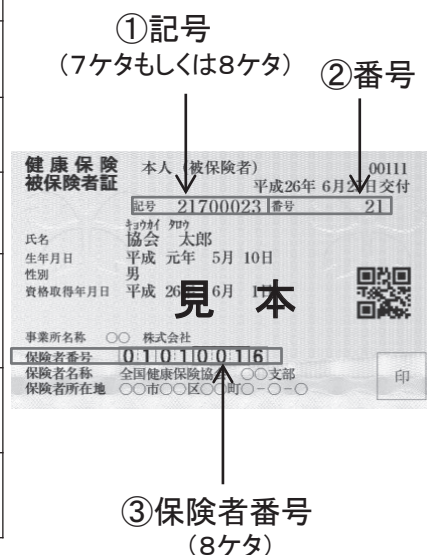 ①記号
(7ケタもしくは8ケタ)
②番号
健康保険 本人(被保険者) 00111
被保険者証 平成26年 6月2 日交付
記号 21700023 番号 21
キョウカイ タロウ
氏名 協会 太郎
生年月日 平成 元年 5月 10日
性別 男
資格取得年月日 平成 26 6月 1
見本
事業所名称 ○○ 株式会社
保険者番号 01010016
保険者名称 全国健康保険協会 ○○支部
保険者所在地 ○○市○○区○○町○-○-○
印
③保険者番号
(8ケタ)